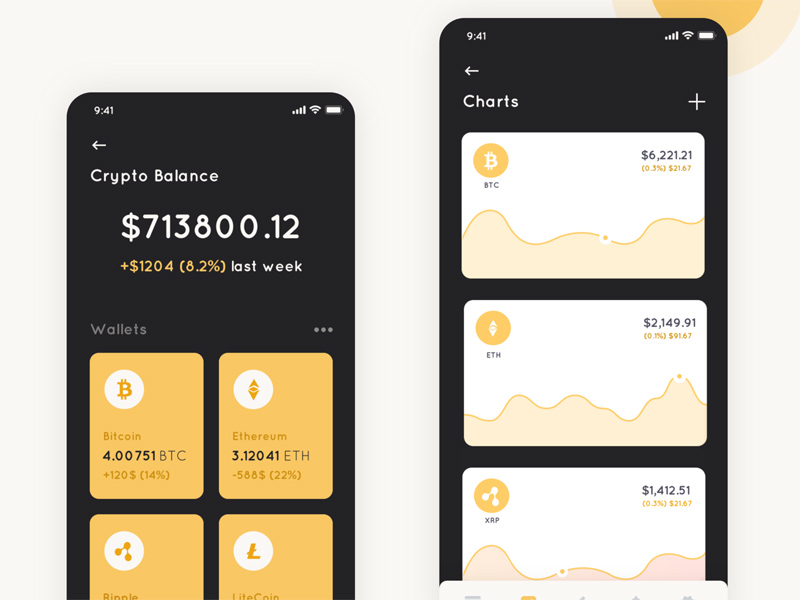 9:41
Crypto Balance
$713800.12
+$1204 (8.2%) last week
Wallets
Bitcoin
4.00751 BTC
+120$ (14%)
Ethereum
3.12041 ETH
-588$ (22%)
Ripple
LiteCoin
9:41
Charts
$6,221.21
(0.3%) $21.67
BTC
$2,149.91
(0.1%) $91.67
ETH
$1,412.51
(0.3%) $21.67
XRP